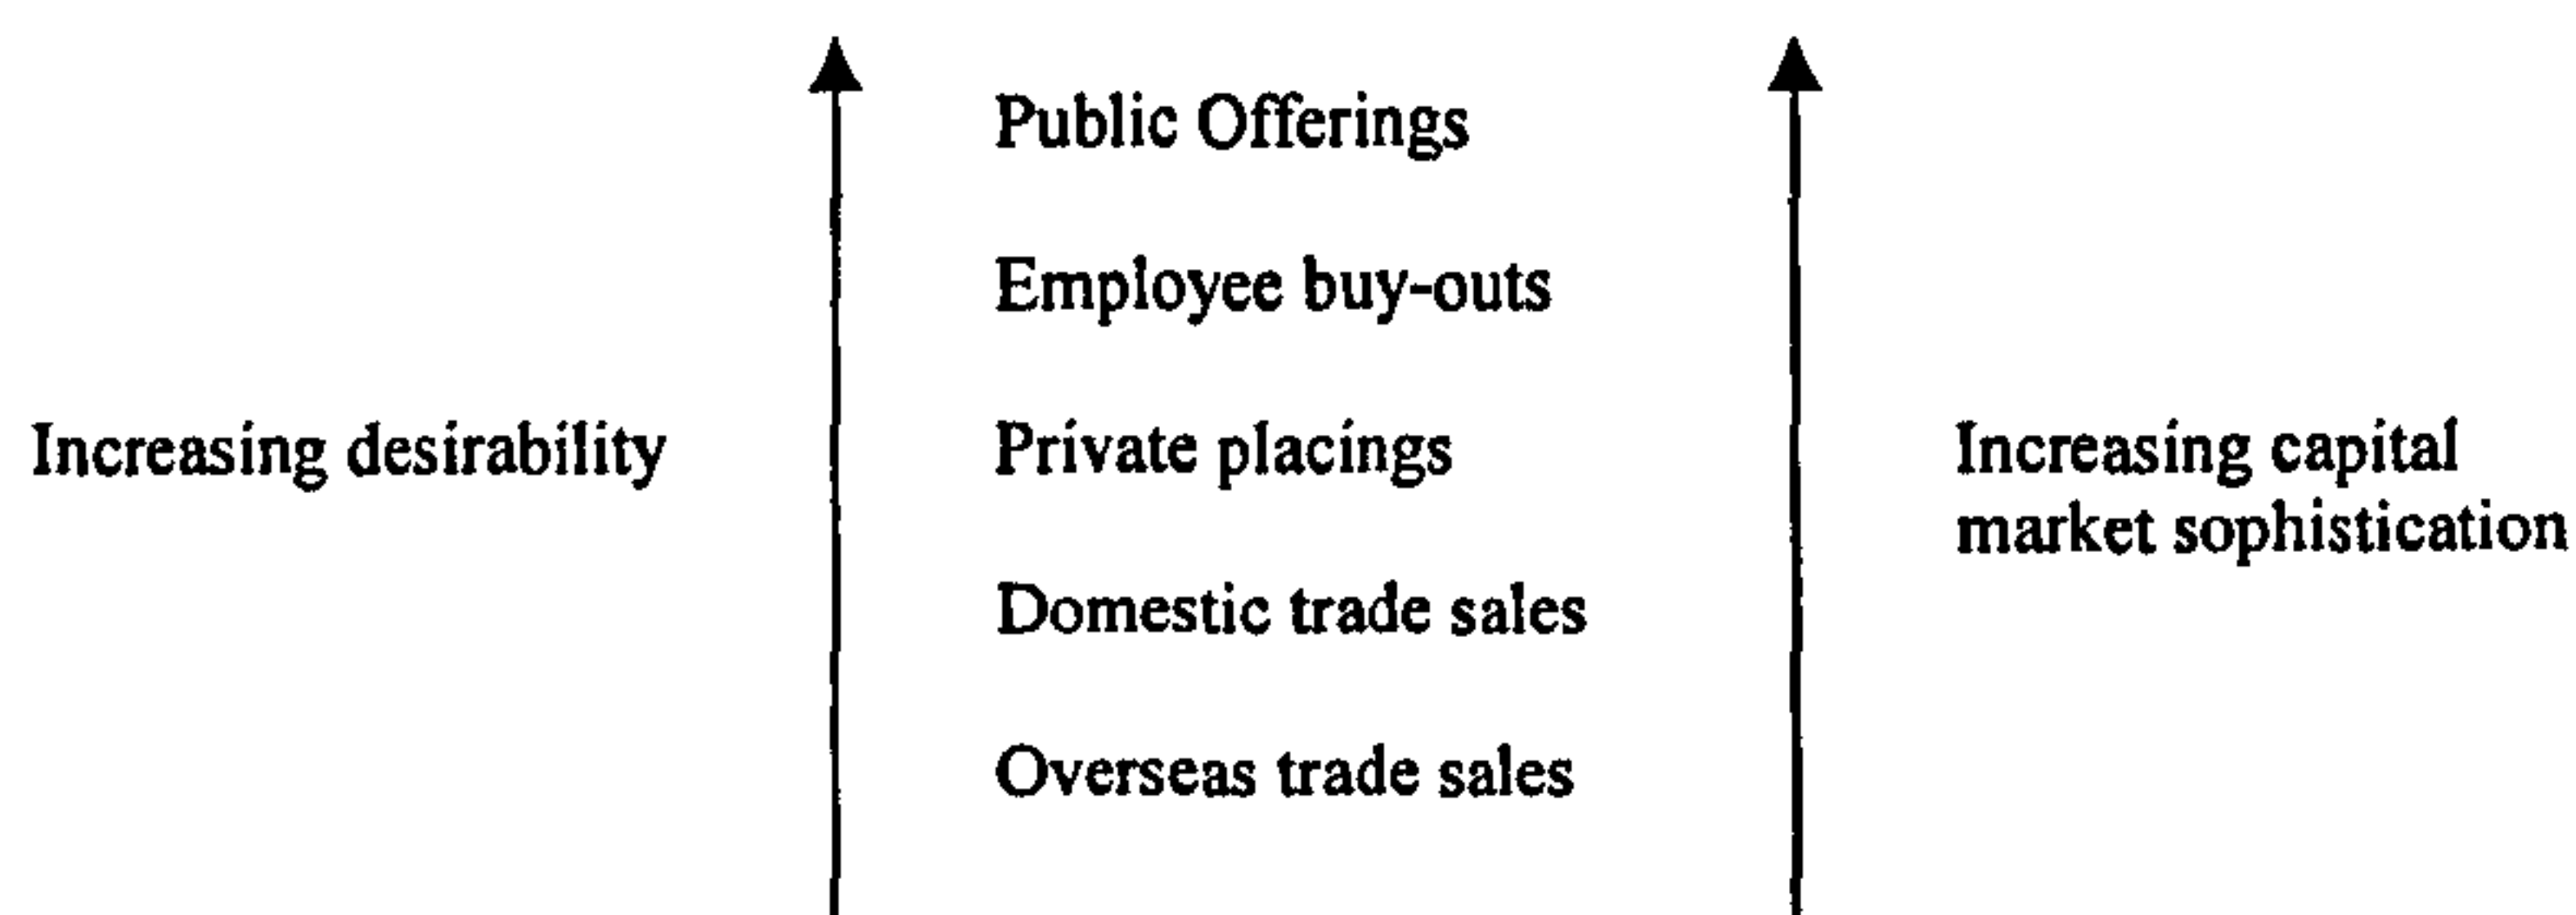 Public Offerings
Employee buy-outs
Increasing desirability
Private placings
Increasing capital
market sophistication
Domestic trade sales
Overseas trade sales